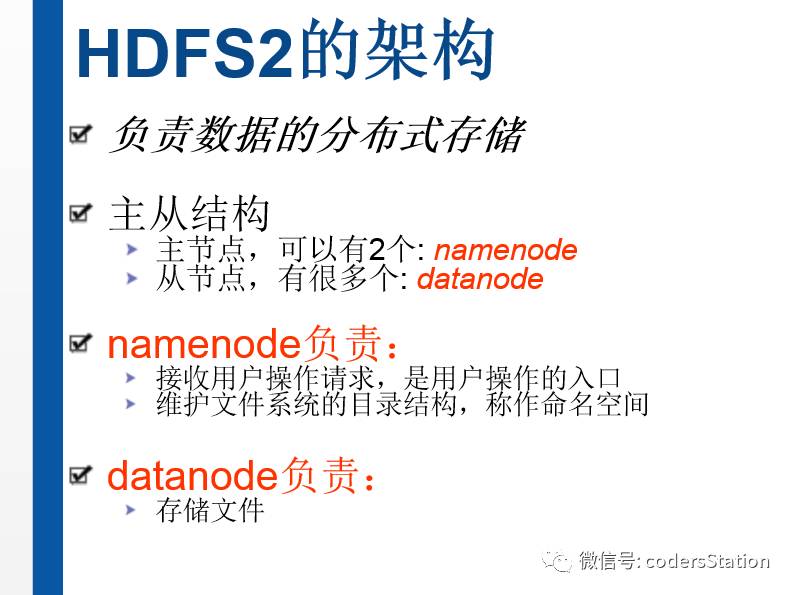 HDFS2的架构
负责数据的分布式存储
主从结构
主节点，可以有2个: namenode
从节点，有很多个: datanode
namenode负责：
接收用户操作请求，是用户操作的入口
维护文件系统的目录结构，称作命名空间
datanode负责：
存储文件
微信号: codersStation